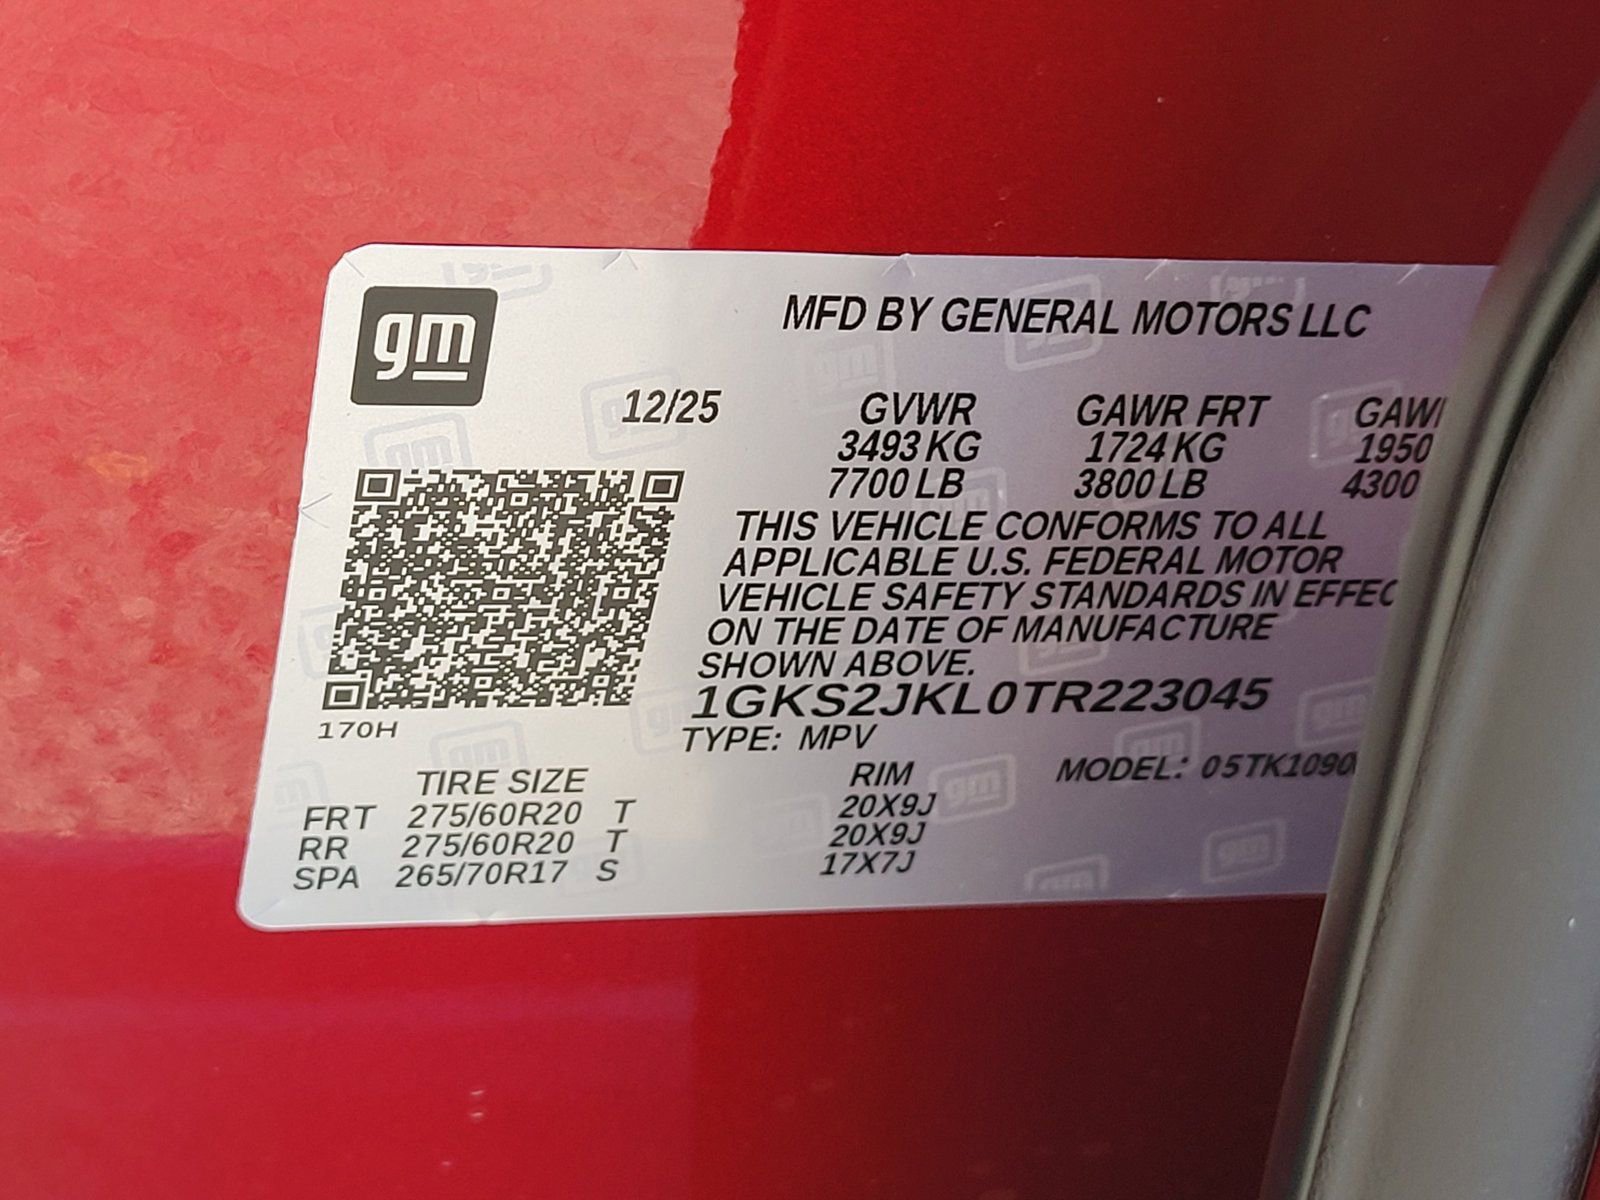 gm
MFD BY GENERAL MOTORS LLC
12/25 GVWR GAWR FRT
3493 KG 1724 KG 1950
7700 LB 3800 LB 4300
THIS VEHICLE CONFORMS TO ALL
APPLICABLE U.S. FEDERAL MOTOR
VEHICLE SAFETY STANDARDS IN EFFEC
ON THE DATE OF MANUFACTURE
SHOWN ABOVE.
1GKS2JKL0TR223045
170H
TYPE: MPV
MODEL: 05TK1090
TIRE SIZE RIM
FRT 275/60R20 T 20X9J
RR 275/60R20 T 20X9J
SPA 265/70R17 S 17X7J